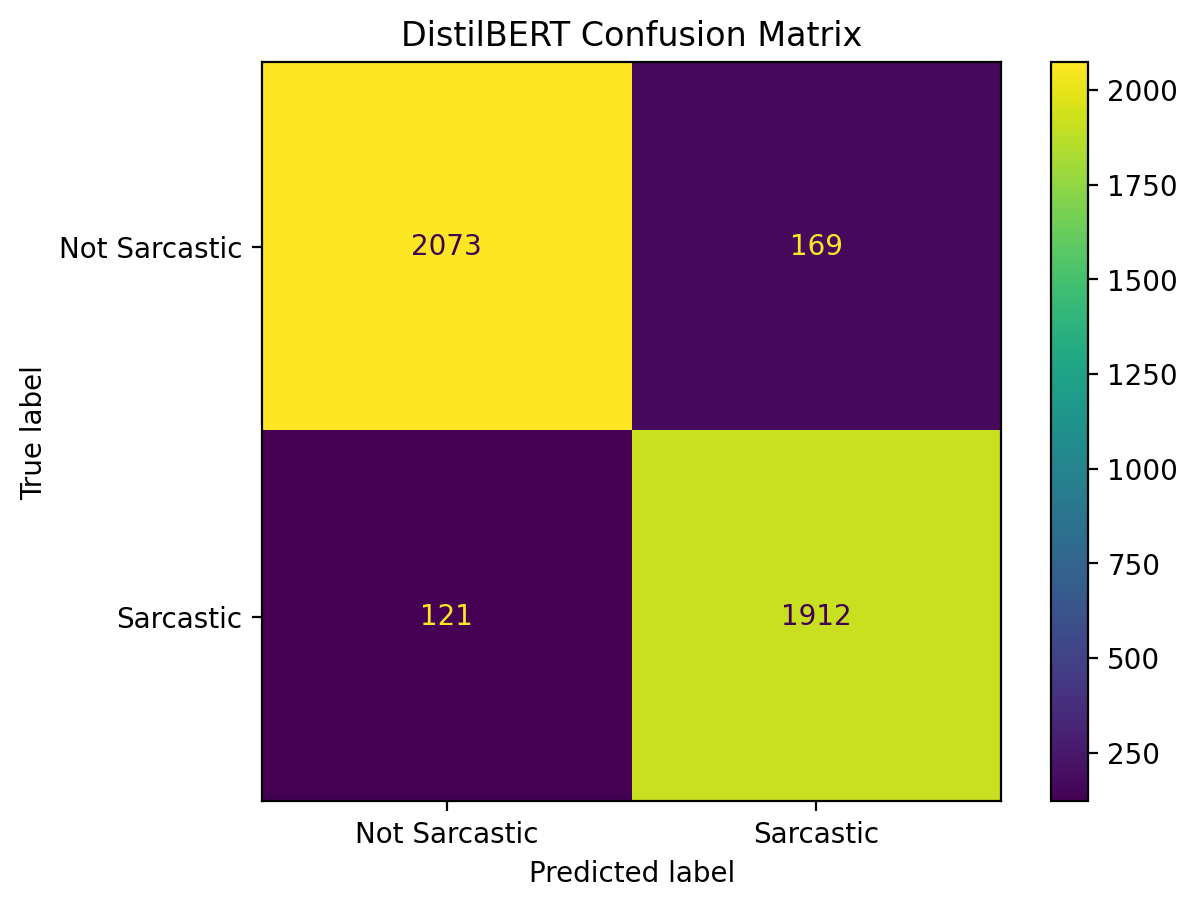 DistilBERT Confusion Matrix
Not Sarcastic
2073
169
Sarcastic
121
1912
True label
Not Sarcastic
Sarcastic
Predicted label
2000
1750
1500
1250
1000
750
500
250